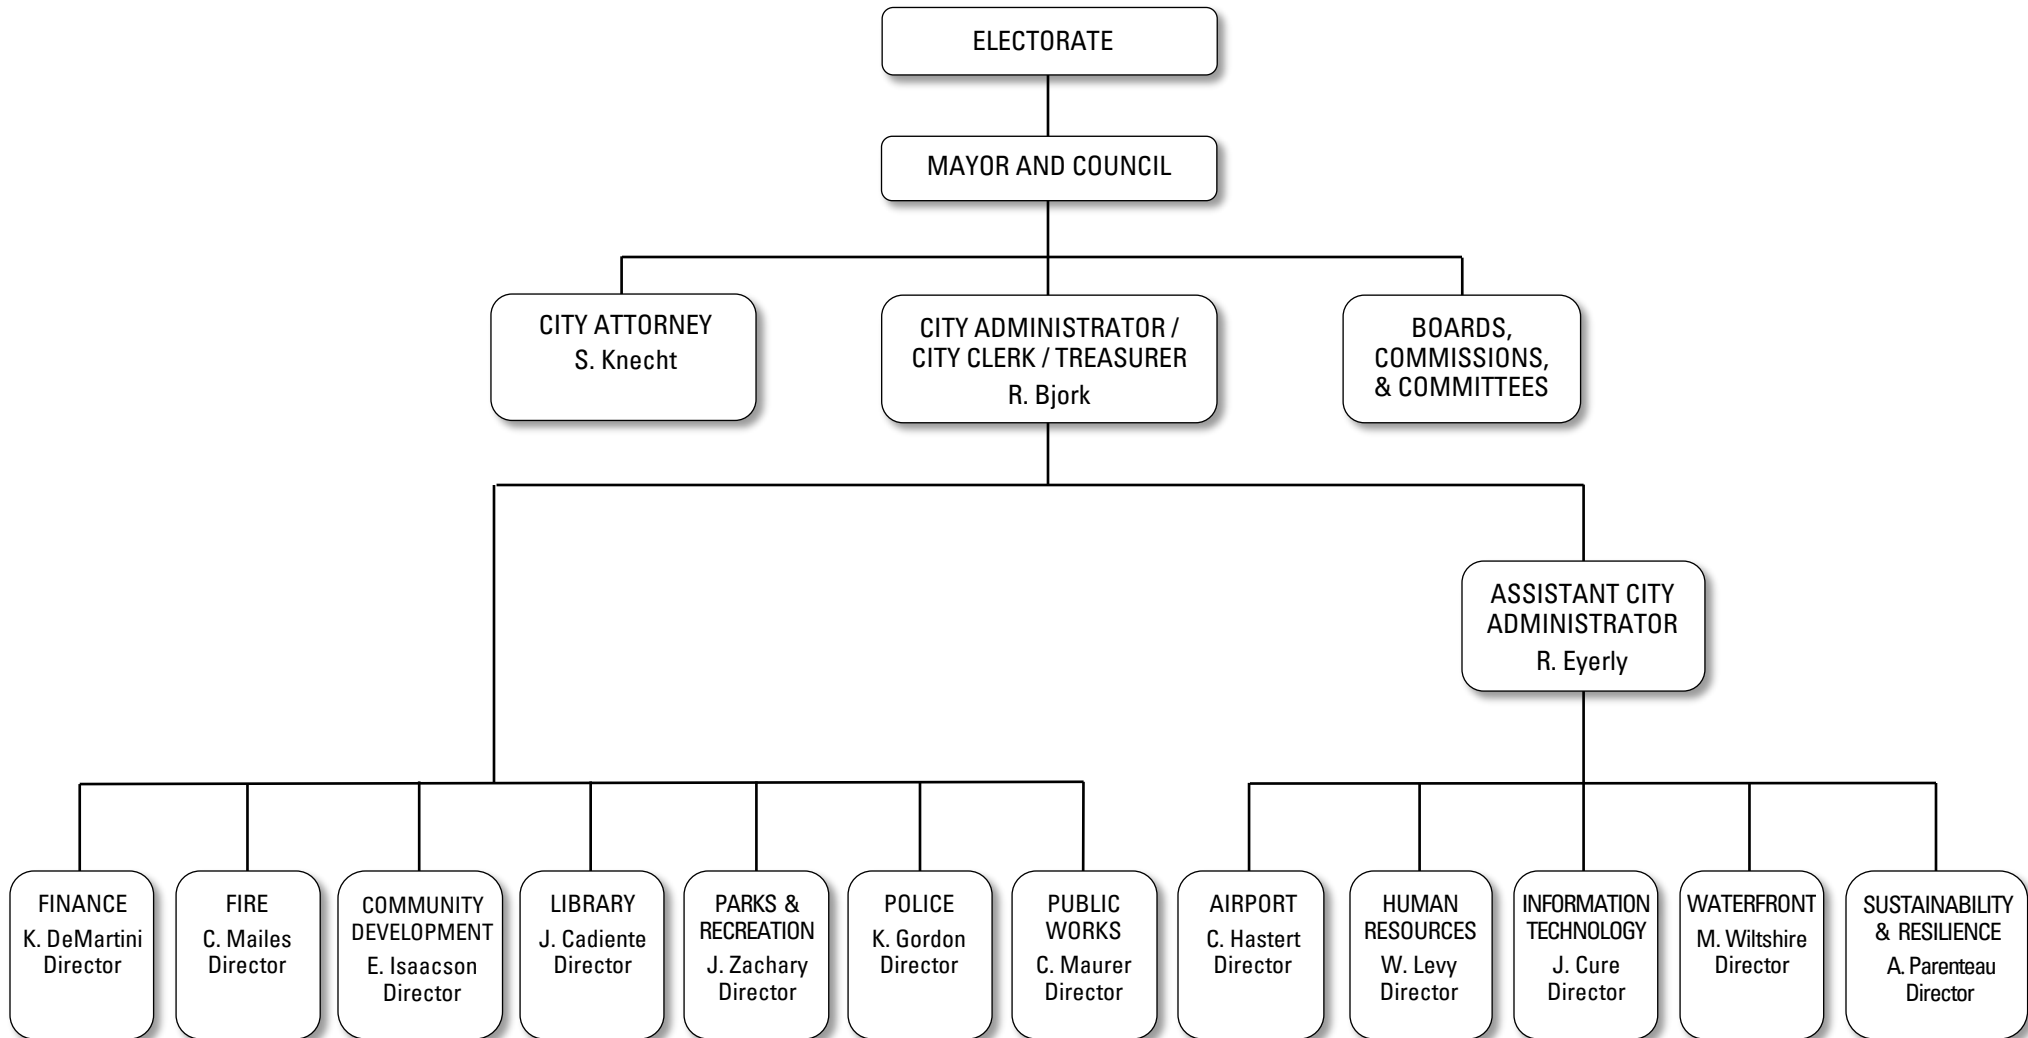 ELECTORATE
MAYOR AND COUNCIL
CITY ATTORNEY
S. Knecht
CITY ADMINISTRATOR /
CITY CLERK / TREASURER
R. Bjork
BOARDS,
COMMISSIONS,
& COMMITTEES
ASSISTANT CITY
ADMINISTRATOR
R. Eyerly
FINANCE
K. DeMartini
Director
FIRE
C. Mailes
Director
COMMUNITY
DEVELOPMENT
E. Isaacson
Director
LIBRARY
J. Cadiente
Director
PARKS &
RECREATION
J. Zachary
Director
POLICE
K. Gordon
Director
PUBLIC
WORKS
C. Maurer
Director
AIRPORT
C. Hastert
Director
HUMAN
RESOURCES
W. Levy
Director
INFORMATION
TECHNOLOGY
J. Cure
Director
WATERFRONT
M. Wiltshire
Director
SUSTAINABILITY
& RESILIENCE
A. Parenteau
Director